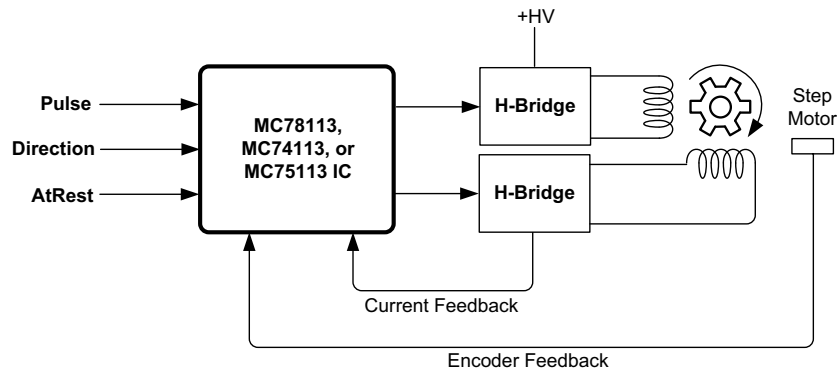 +HV
Pulse
Direction
AtRest
MC78113,
MC74113, or
MC75113 IC
H-Bridge
H-Bridge
Step
Motor
Current Feedback
Encoder Feedback